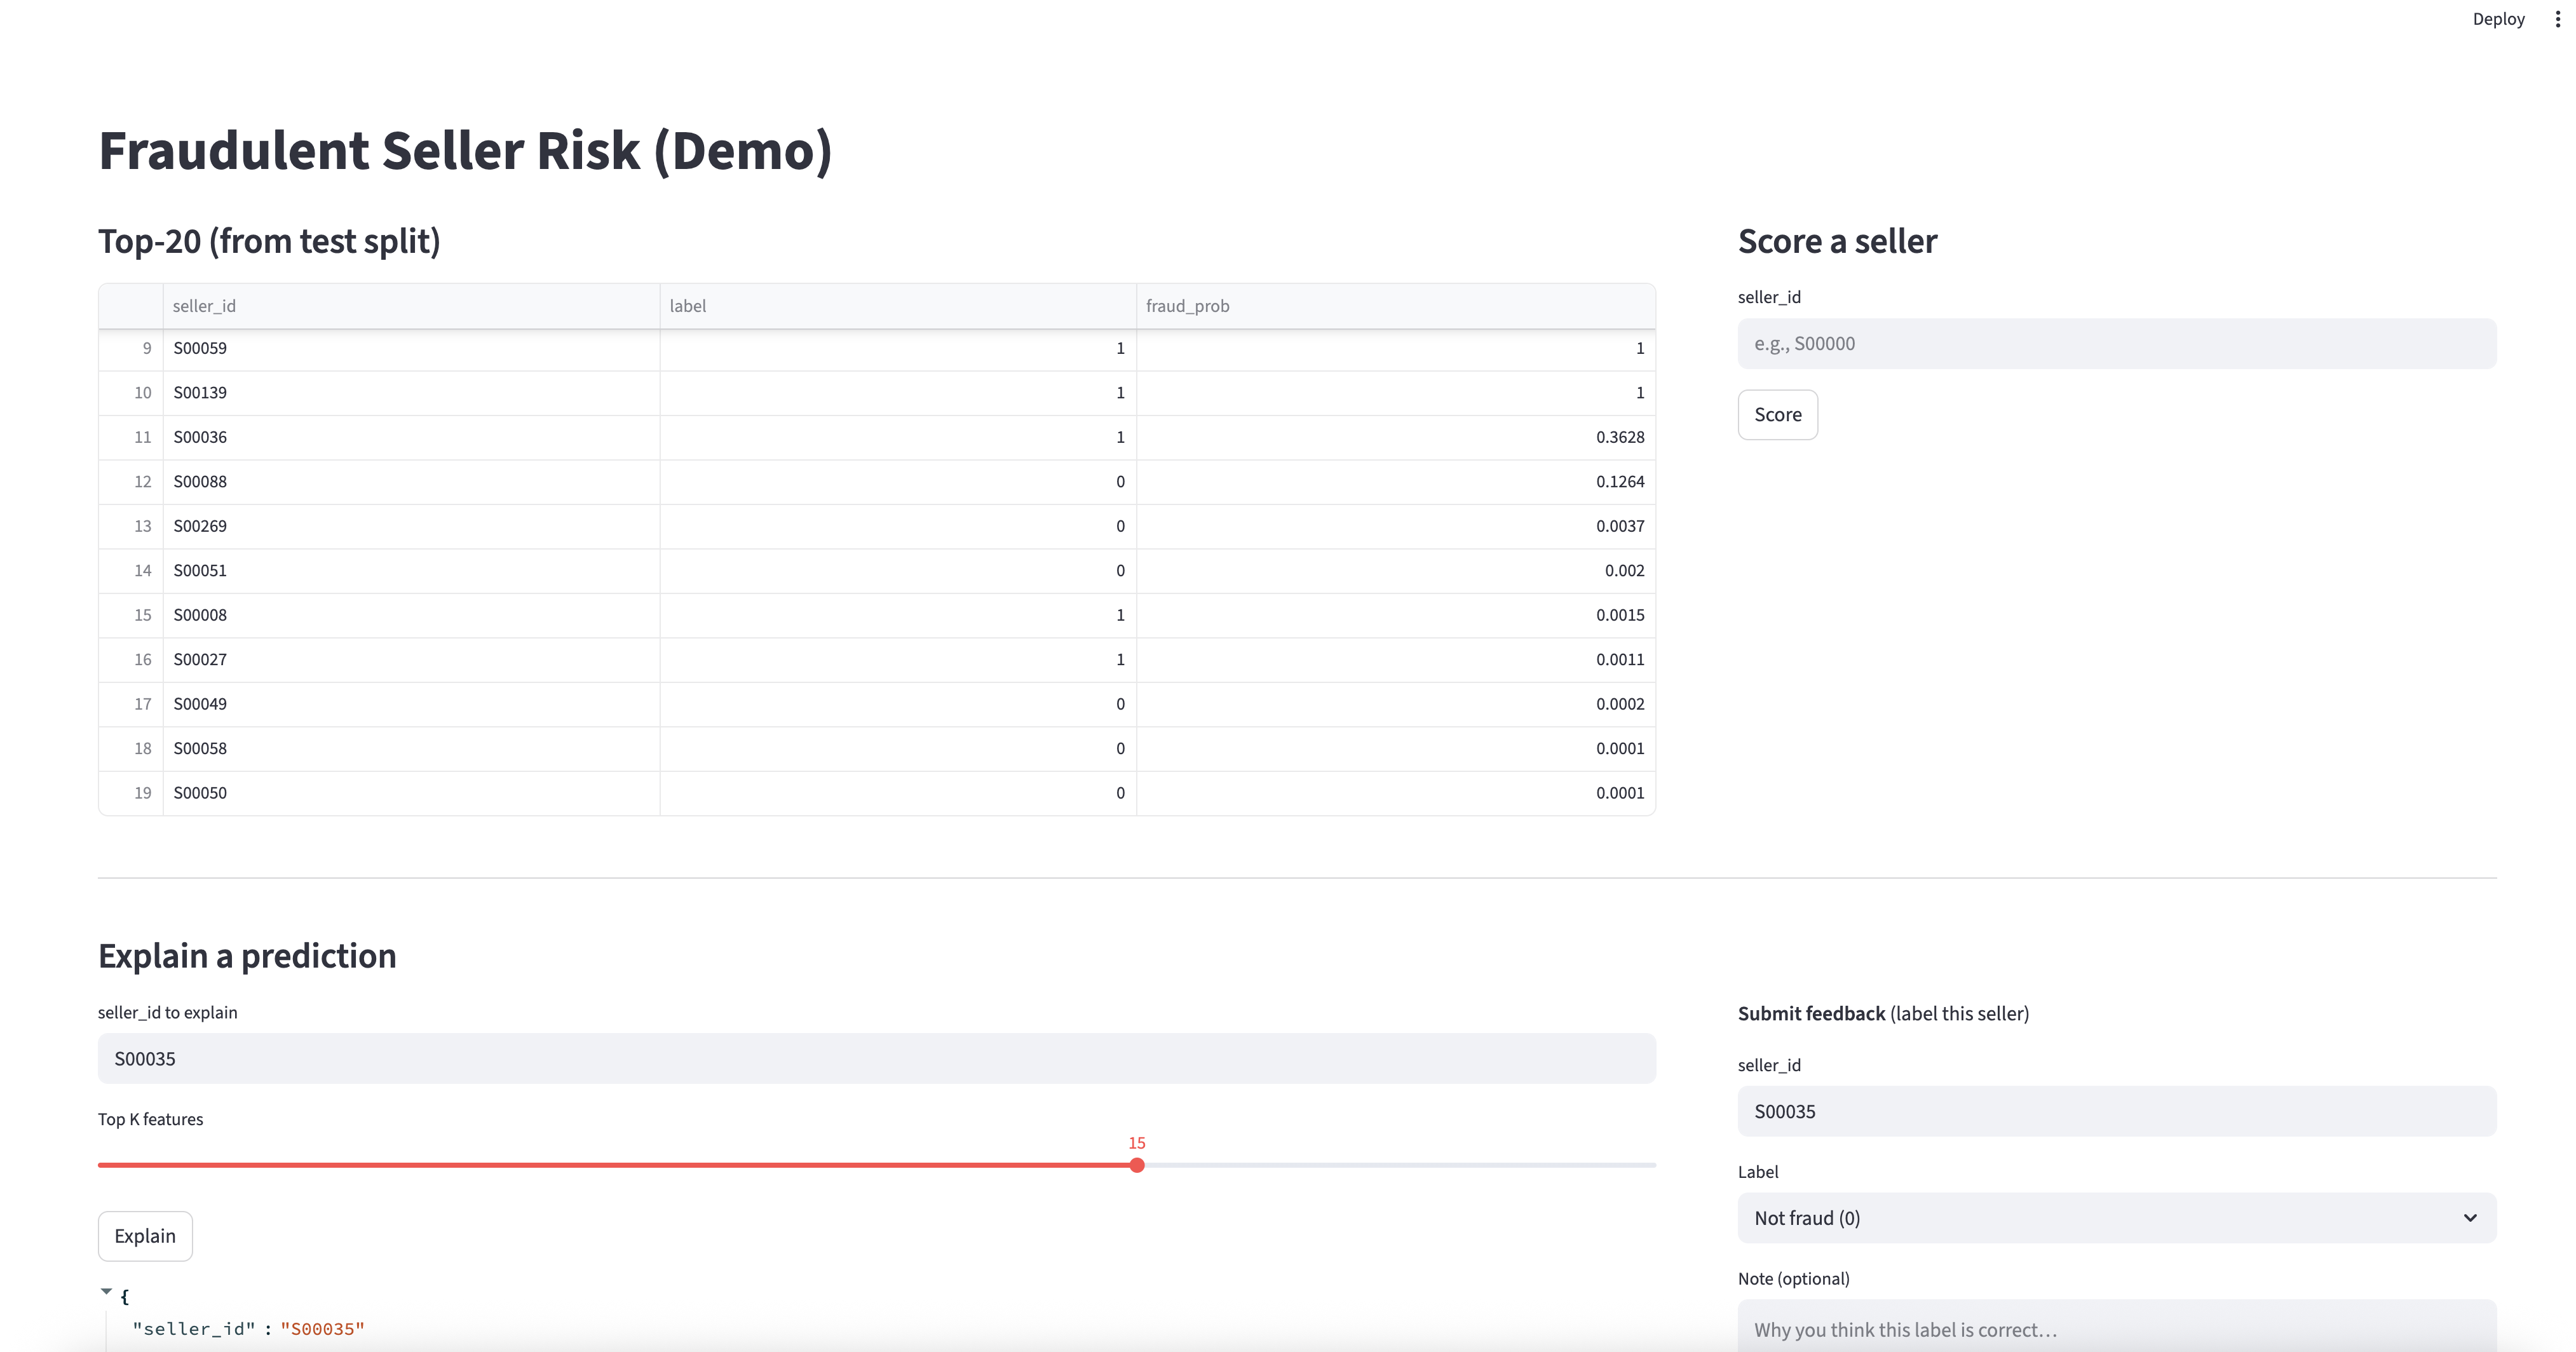 Deploy
Fraudulent Seller Risk (Demo)
Top-20 (from test split)
seller_id label fraud_prob
9 S00059 1 1
10 S00139 1 1
11 S00036 1 0.3628
12 S00088 0 0.1264
13 S00269 0 0.0037
14 S00051 0 0.002
15 S00008 1 0.0015
16 S00027 1 0.0011
17 S00049 0 0.0002
18 S00058 0 0.0001
19 S00050 0 0.0001
Score a seller
seller_id
e.g., S00000
Score
Explain a prediction
seller_id to explain
S00035
Top K features
15
Explain
{
"seller_id" : "S00035"
Submit feedback (label this seller)
seller_id
S00035
Label
Not fraud (0)
Note (optional)
Why you think this label is correct…